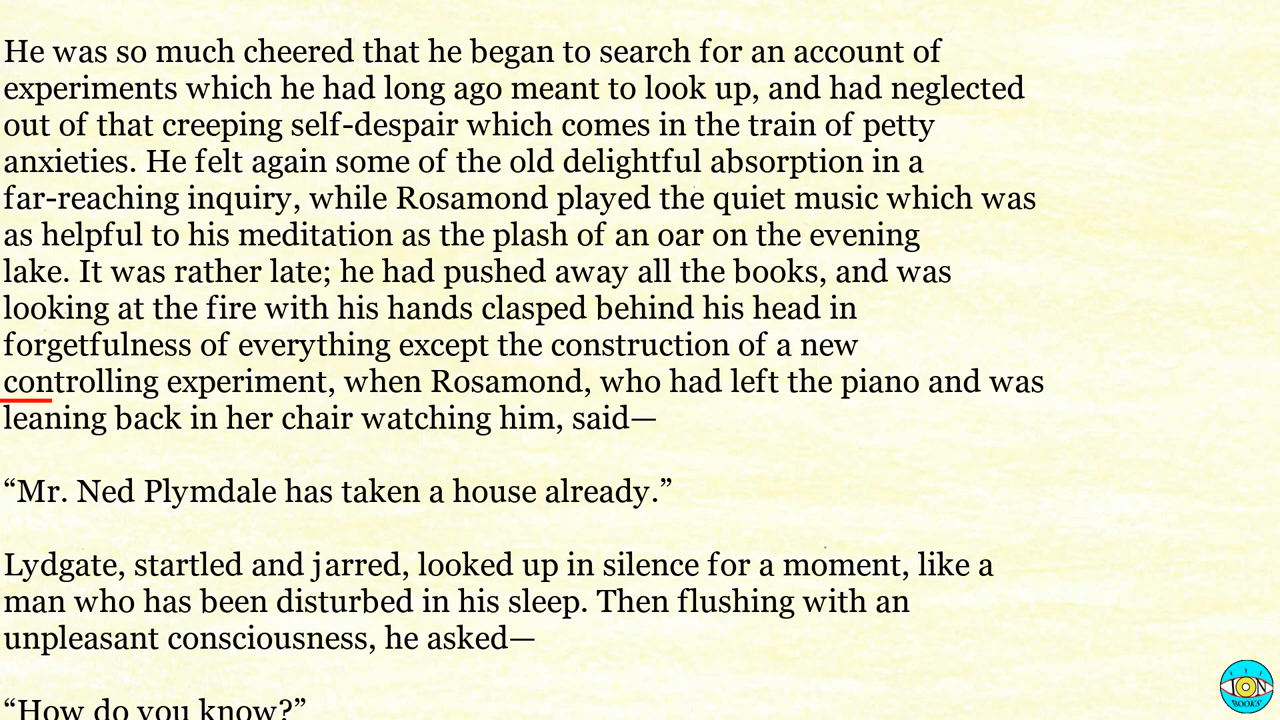 He was so much cheered that he began to search for an account of
experiments which he had long ago meant to look up, and had neglected
out of that creeping self-despair which comes in the train of petty
anxieties. He felt again some of the old delightful absorption in a
far-reaching inquiry, while Rosamond played the quiet music which was
as helpful to his meditation as the plash of an oar on the evening
lake. It was rather late; he had pushed away all the books, and was
looking at the fire with his hands clasped behind his head in
forgetfulness of everything except the construction of a new
controlling experiment, when Rosamond, who had left the piano and was
leaning back in her chair watching him, said—
“Mr. Ned Plymdale has taken a house already.”
Lydgate, startled and jarred, looked up in silence for a moment, like a
man who has been disturbed in his sleep. Then flushing with an
unpleasant consciousness, he asked—
“How do you know?”
ION
BOOKS